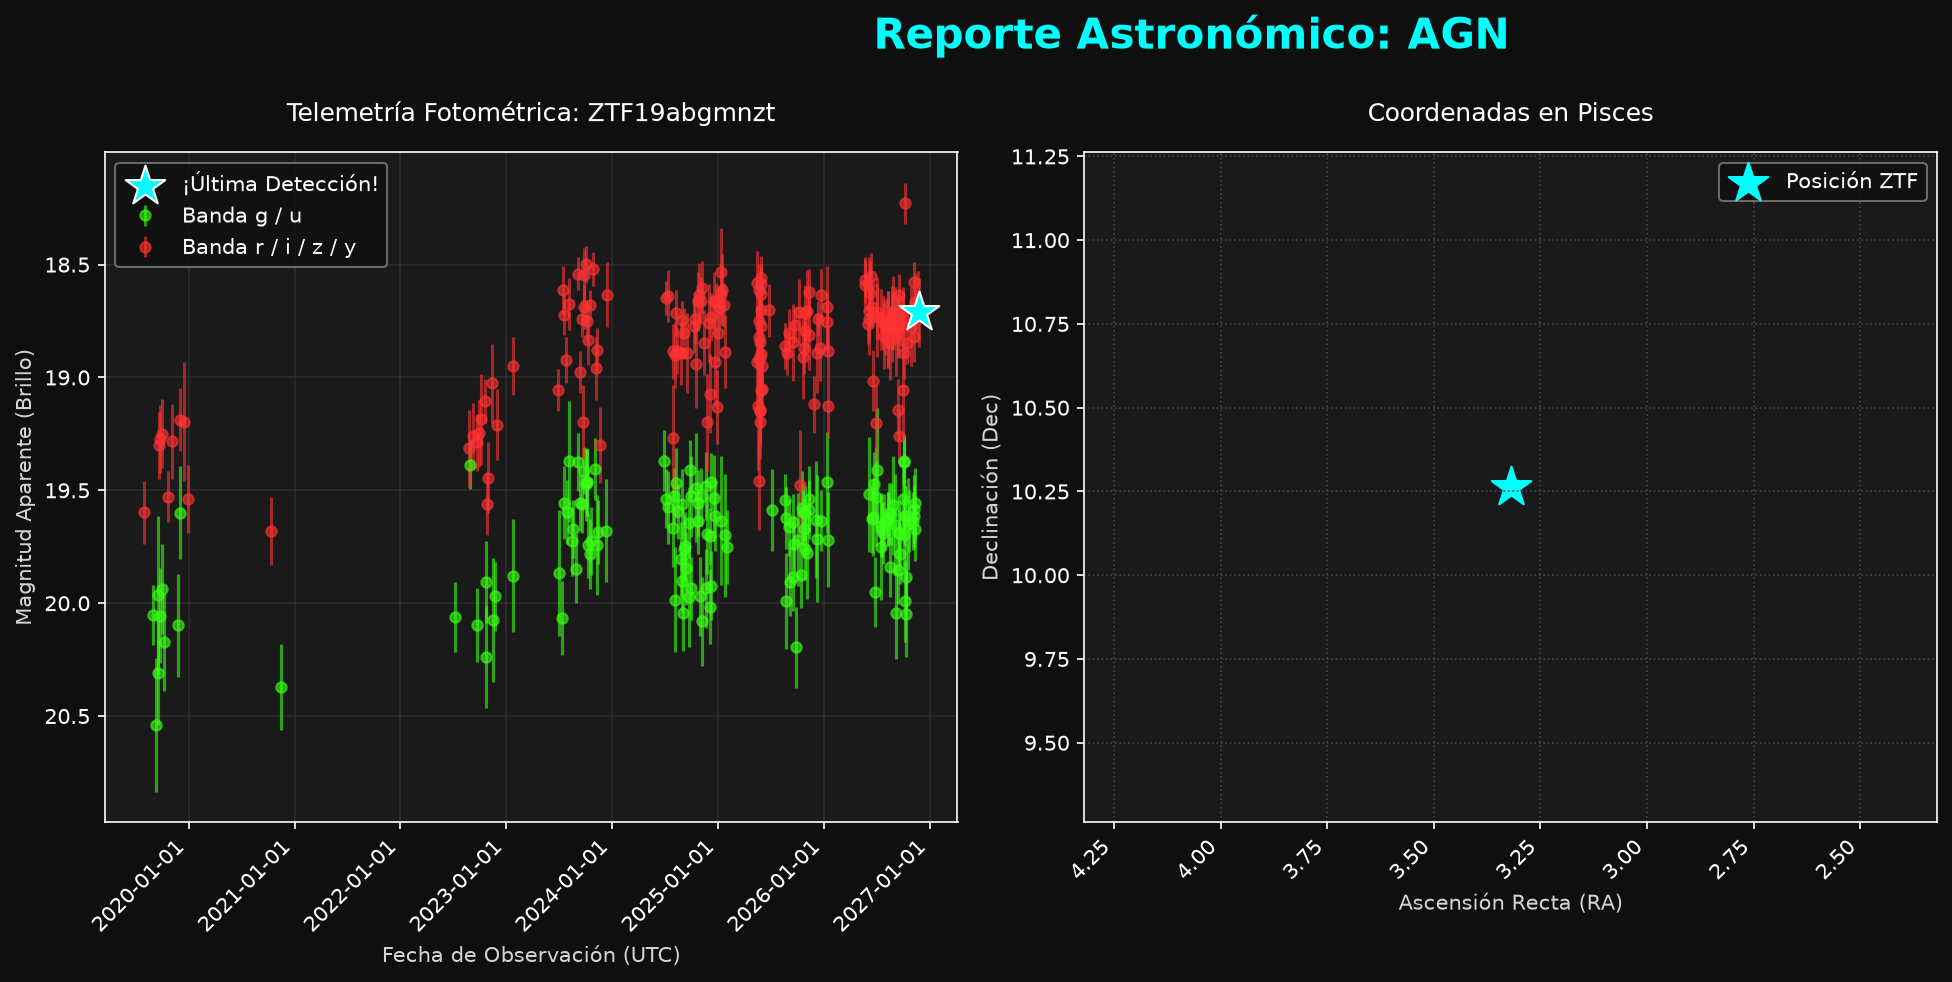 Reporte Astronómico: AGN
Telemetría Fotométrica: ZTF19abgmnzt
¡Última Detección!
Banda g / u
Banda r / i / z / y
Magnitud Aparente (Brillo)
18.5
19.0
19.5
20.0
20.5
2020-01-01
2021-01-01
2022-01-01
2023-01-01
2024-01-01
2025-01-01
2026-01-01
2027-01-01
Fecha de Observación (UTC)
Coordenadas en Pisces
Posición ZTF
Declinación (Dec)
11.25
11.00
10.75
10.50
10.25
10.00
9.75
9.50
4.25
4.00
3.75
3.50
3.25
3.00
2.75
2.50
Ascensión Recta (RA)